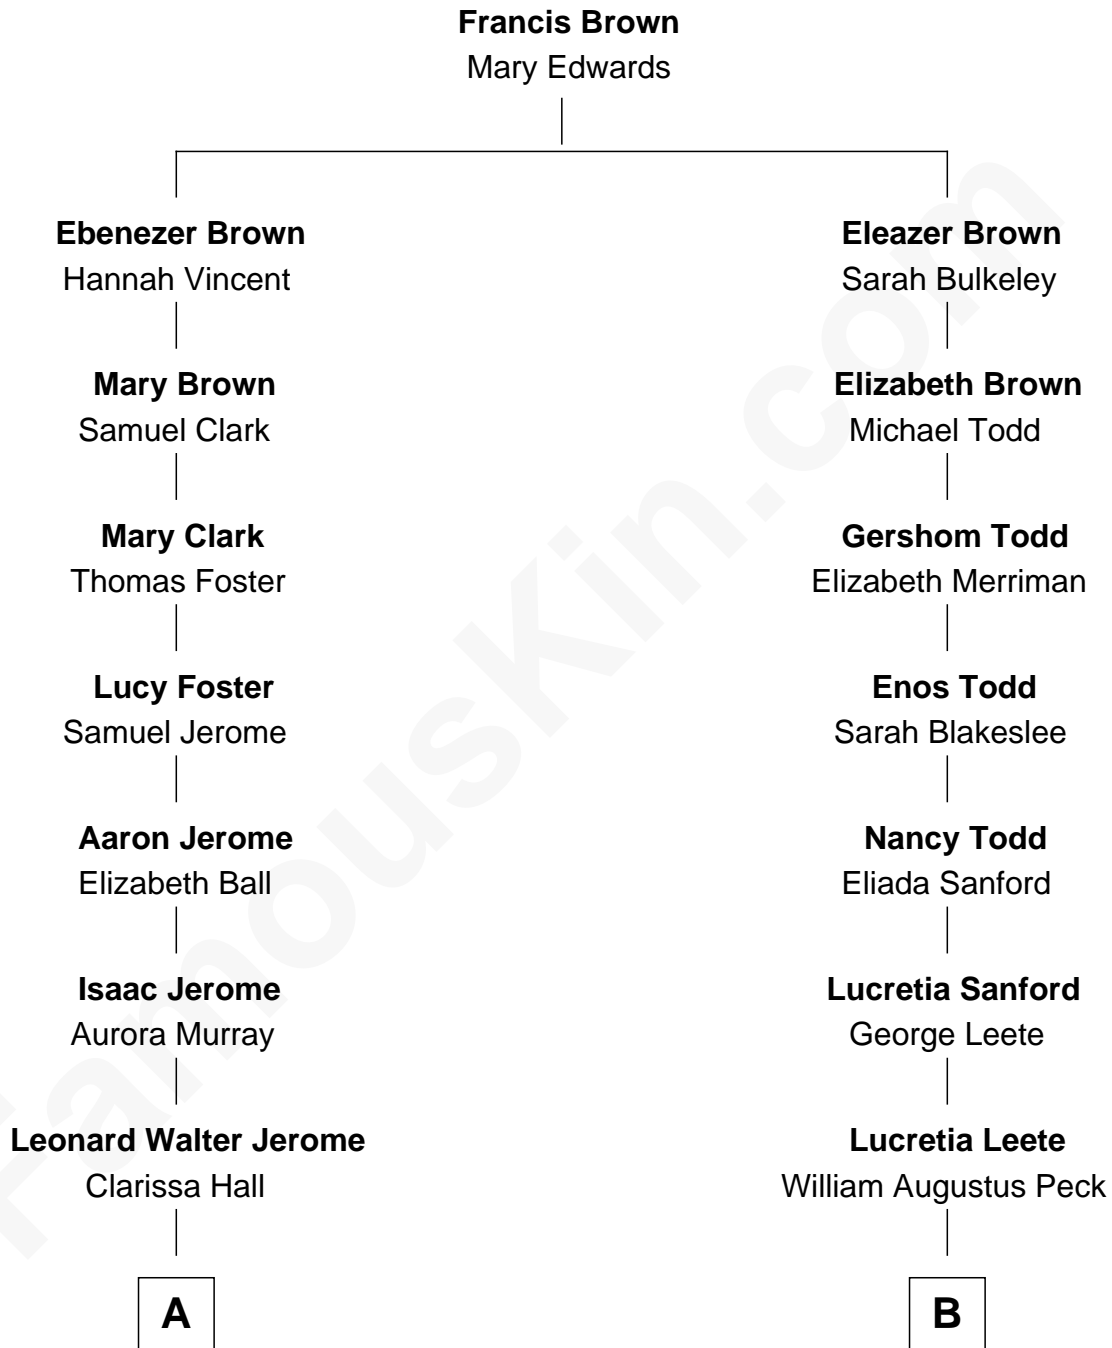 Francis Brown
Mary Edwards
Ebenezer Brown
Hannah Vincent
Mary Brown
Samuel Clark
Mary Clark
Thomas Foster
Lucy Foster
Samuel Jerome
Aaron Jerome
Elizabeth Ball
Isaac Jerome
Aurora Murray
Leonard Walter Jerome
Clarissa Hall
A
Eleazer Brown
Sarah Bulkeley
Elizabeth Brown
Michael Todd
Gershom Todd
Elizabeth Merriman
Enos Todd
Sarah Blakeslee
Nancy Todd
Eliada Sanford
Lucretia Sanford
George Leete
Lucretia Leete
William Augustus Peck
B
FamousKin.com